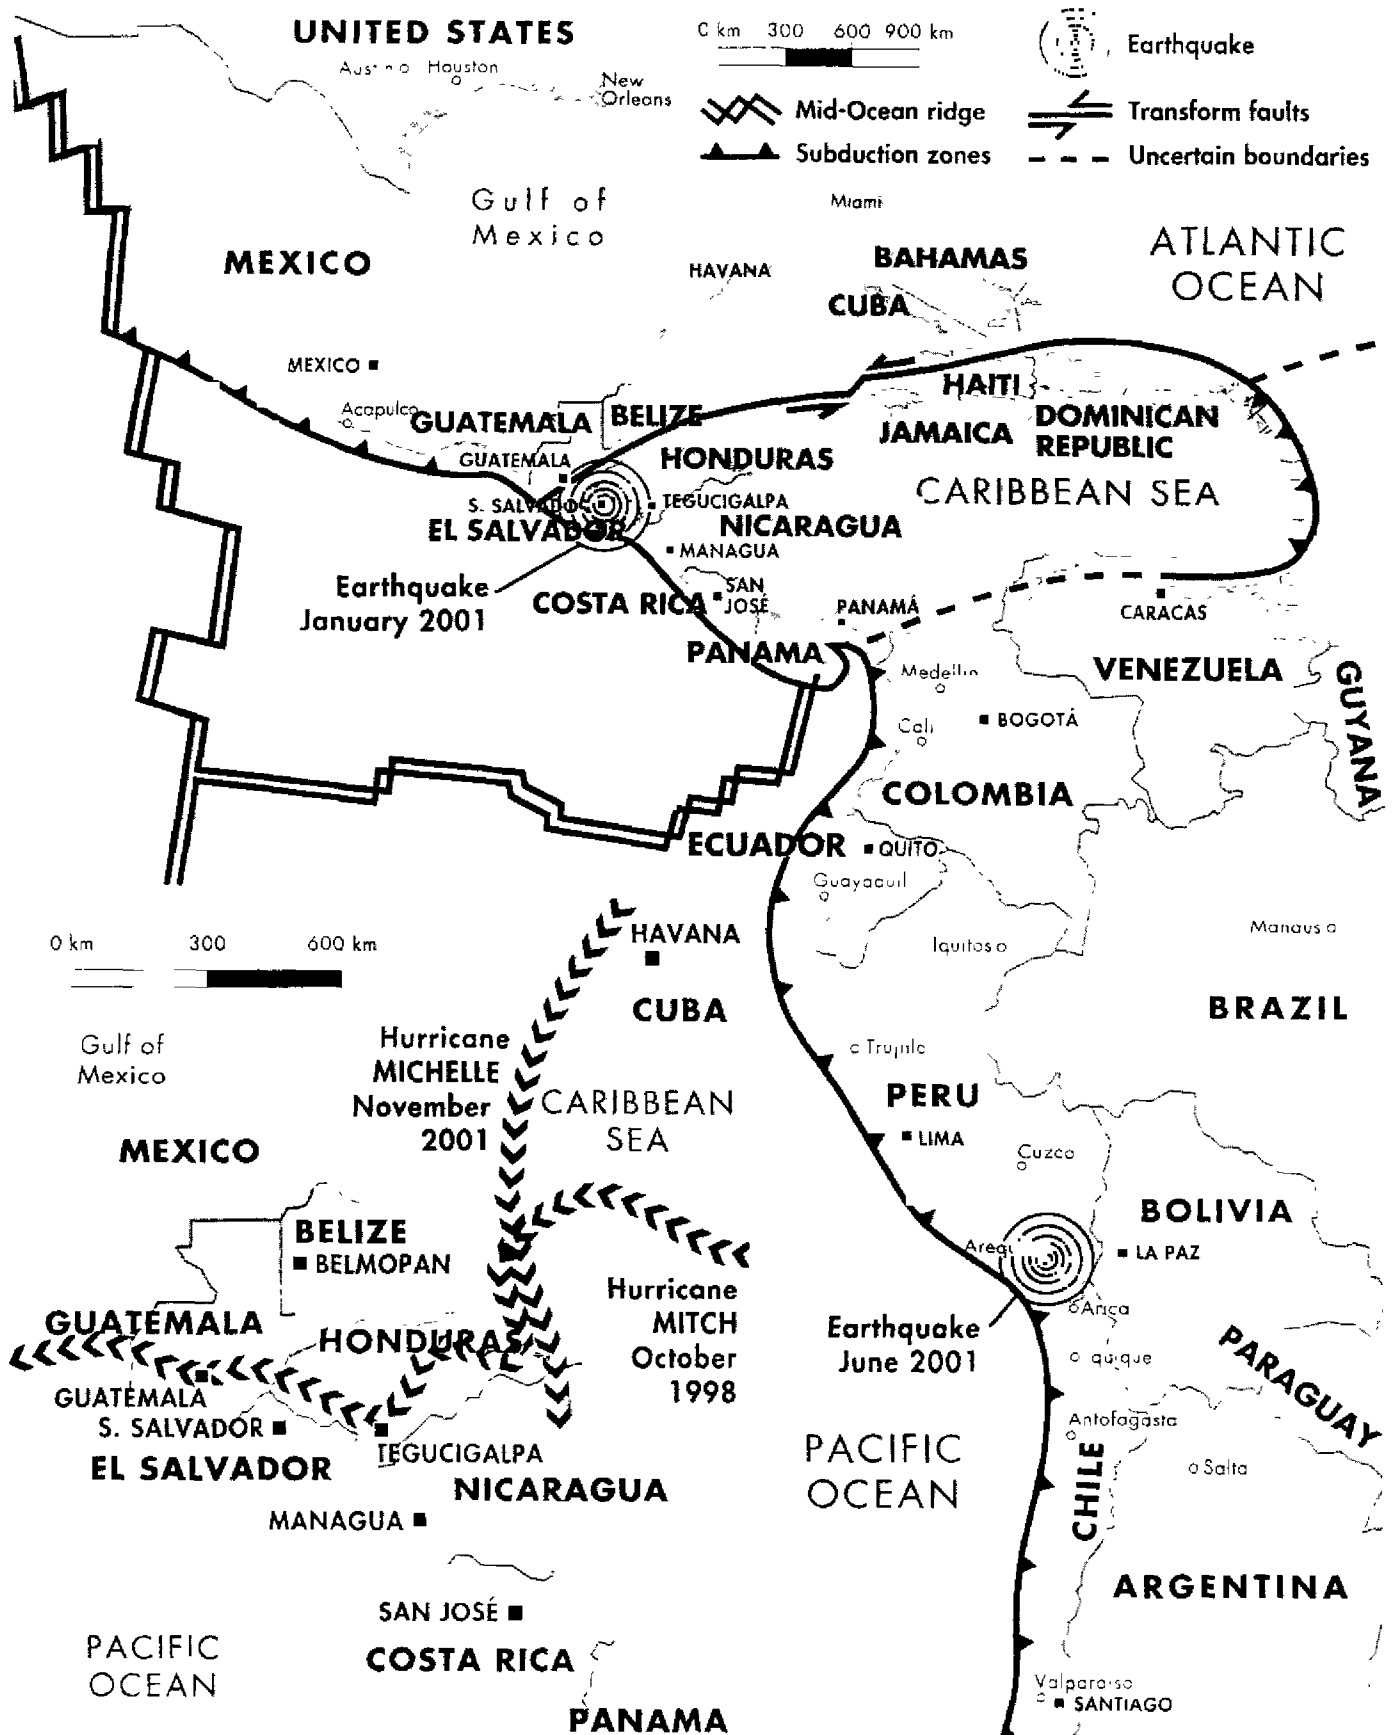 UNITED STATES
Houston
New
Orleans
0 km 300 600 900 km
Earthquake
Mid-Ocean ridge
Transform faults
Subduction zones
Uncertain boundaries
Gulf of
Mexico
Miami
ATLANTIC
OCEAN
MEXICO
HAVANA
BAHAMAS
CUBA
MEXICO
Acapulco
GUATEMALA
BELIZE
HAITI
JAMAICA
DOMINICAN
REPUBLIC
GUATEMALA
HONDURAS
CARIBBEAN SEA
S. SALVADOR
TEGUCIGALPA
EL SALVADOR
NICARAGUA
MANAGUA
Earthquake
January 2001
COSTA RICA
SAN
JOSÉ
PANAMÁ
CARACAS
PANAMA
Medellin
VENEZUELA
GUYANA
Cali
BOGOTÁ
COLOMBIA
ECUADOR
QUITO
Guayaquil
Iquitos
Manaus
BRAZIL
Trujillo
PERU
LIMA
Cuzco
BOLIVIA
LA PAZ
Arica
Earthquake
June 2001
PARAGUAY
Antofagasta
Salta
CHILE
PACIFIC
OCEAN
ARGENTINA
Valparaiso
SANTIAGO
0 km 300 600 km
HAVANA
CUBA
Gulf of
Mexico
Hurricane
MICHELLE
November
2001
CARIBBEAN
SEA
MEXICO
BELIZE
BELMOPAN
Hurricane
MITCH
October
1998
GUATEMALA
HONDURAS
GUATEMALA
S. SALVADOR
EL SALVADOR
TEGUCIGALPA
NICARAGUA
MANAGUA
SAN JOSÉ
COSTA RICA
PACIFIC
OCEAN
PANAMA